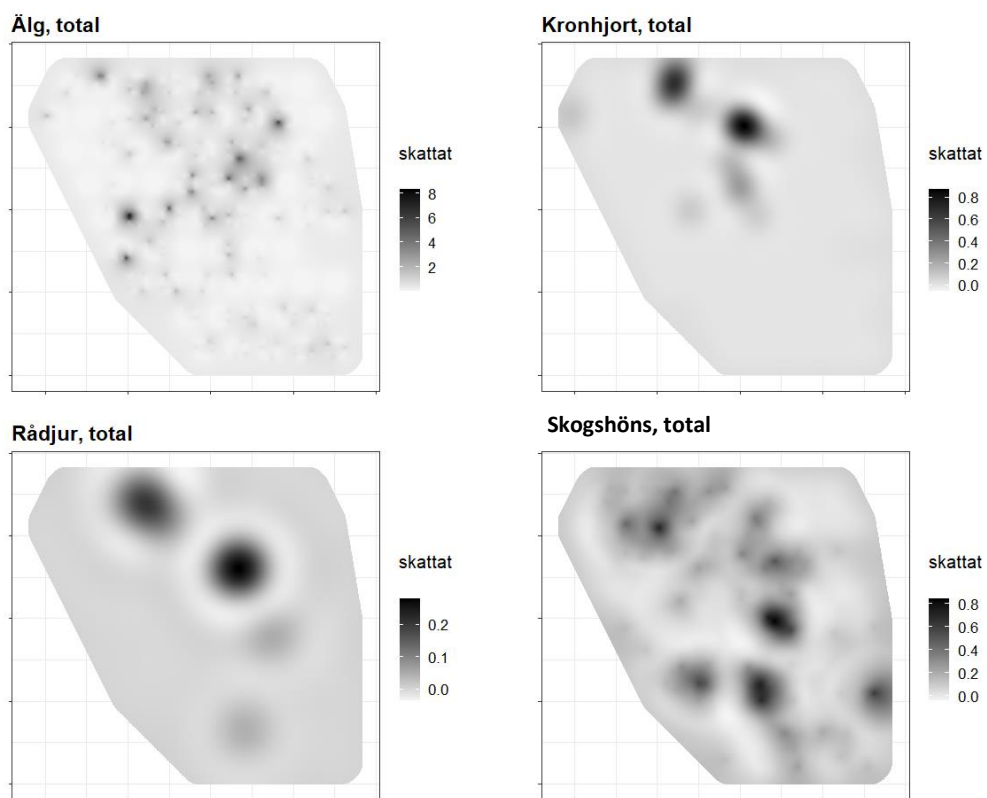 Älg, total
skattat
8
6
4
2
Kronhjort, total
skattat
0.8
0.6
0.4
0.2
0.0
Rådjur, total
skattat
0.2
0.1
0.0
Skogshöns, total
skattat
0.8
0.6
0.4
0.2
0.0